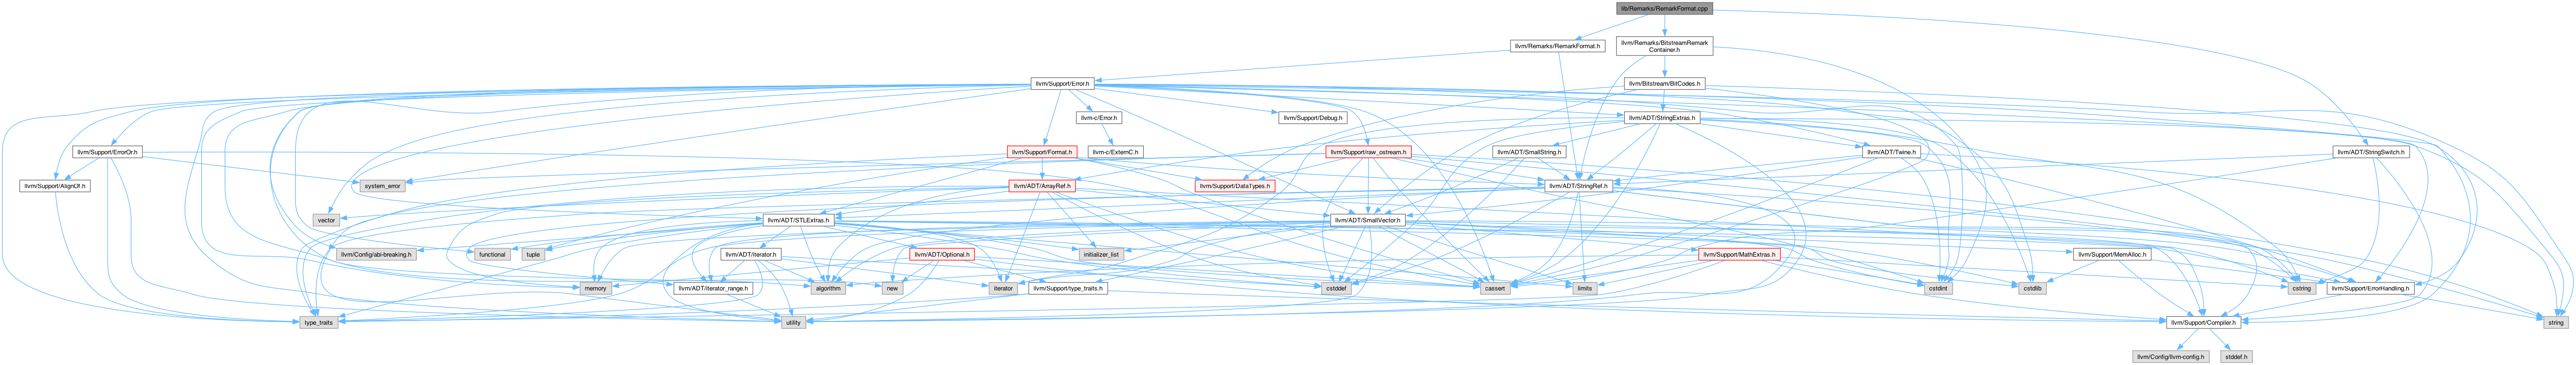 lib/Remarks/RemarkFormat.cpp
llvm/Remarks/RemarkFormat.h
llvm/Remarks/BitstreamRemark
Container.h
llvm/Support/Error.h
llvm/Bitstream/BitCodes.h
llvm-c/Error.h
llvm/Support/Debug.h
llvm/ADT/StringExtras.h
llvm/Support/ErrorOr.h
llvm/Support/Format.h
llvm-c/ExternC.h
llvm/Support/raw_ostream.h
llvm/ADT/SmallString.h
llvm/ADT/Twine.h
llvm/ADT/StringSwitch.h
llvm/Support/AlignOf.h
system_error
llvm/ADT/ArrayRef.h
llvm/Support/DataTypes.h
llvm/ADT/StringRef.h
vector
llvm/ADT/STLExtras.h
llvm/ADT/SmallVector.h
llvm/Config/abi-breaking.h
functional
tuple
llvm/ADT/iterator.h
llvm/ADT/Optional.h
initializer_list
llvm/Support/MathExtras.h
llvm/Support/MemAlloc.h
memory
llvm/ADT/iterator_range.h
algorithm
new
iterator
llvm/Support/type_traits.h
cstddef
cassert
limits
cstdint
cstdlib
cstring
llvm/Support/ErrorHandling.h
type_traits
utility
llvm/Support/Compiler.h
string
llvm/Config/llvm-config.h
stddef.h